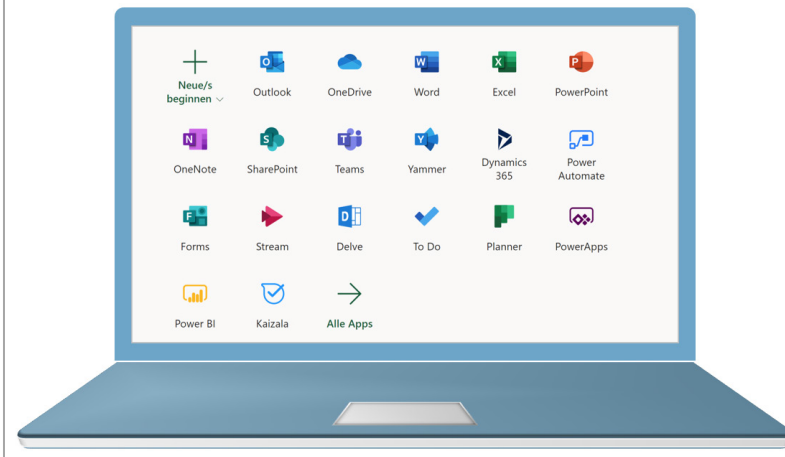 Neue/s
beginnen
Outlook
OneDrive
Word
Excel
PowerPoint
OneNote
SharePoint
Teams
Yammer
Dynamics
365
Power
Automate
Forms
Stream
Delve
To Do
Planner
PowerApps
Power BI
Kaizala
Alle Apps